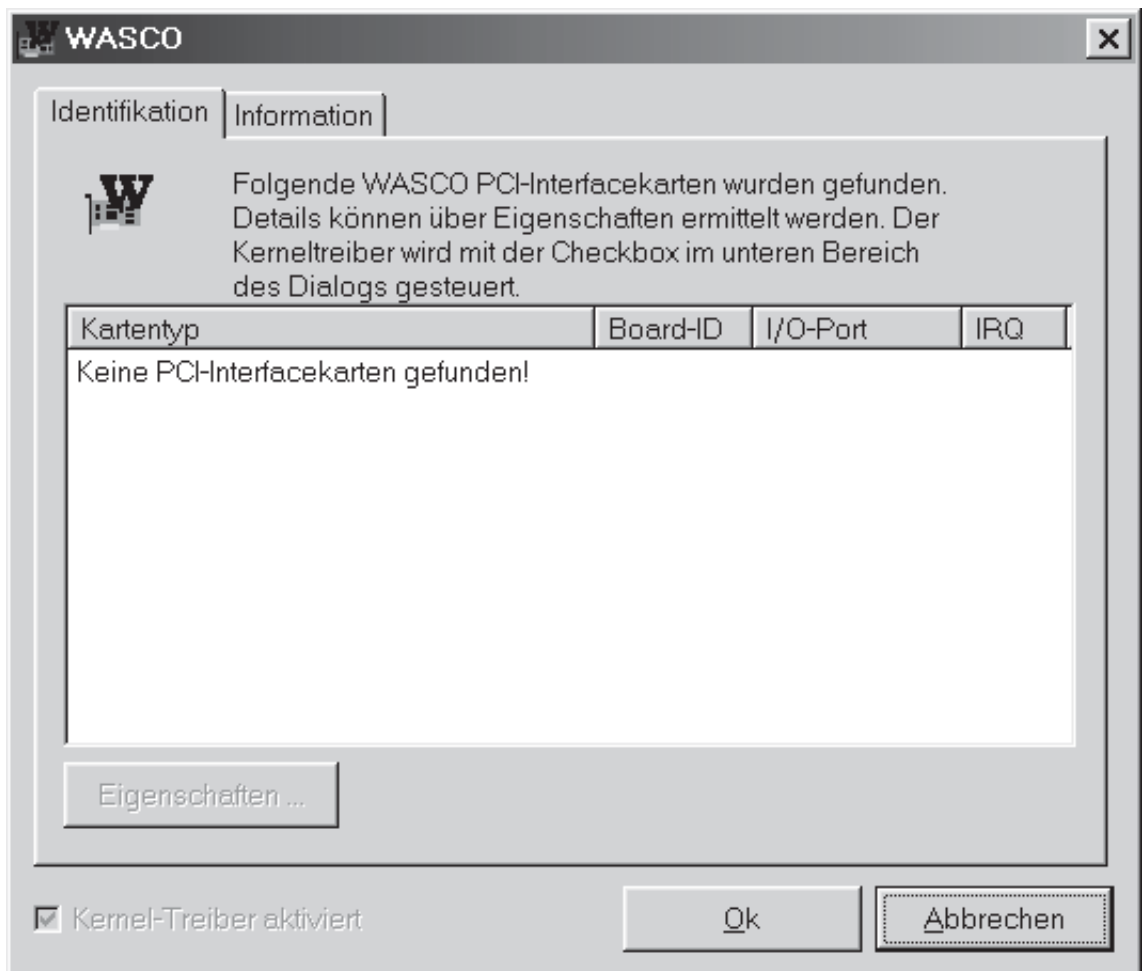 WASCO
Identifikation
Information
Folgende WASCO PCI-Interfacekarten wurden gefunden.
Details können über Eigenschaften ermittelt werden. Der
Kerneltreiber wird mit der Checkbox im unteren Bereich
des Dialogs gesteuert.
Kartentyp Board-ID I/O-Port IRQ
Keine PCI-Interfacekarten gefunden!
Eigenschaften ...
Kernel-Treiber aktiviert
Ok
Abbrechen